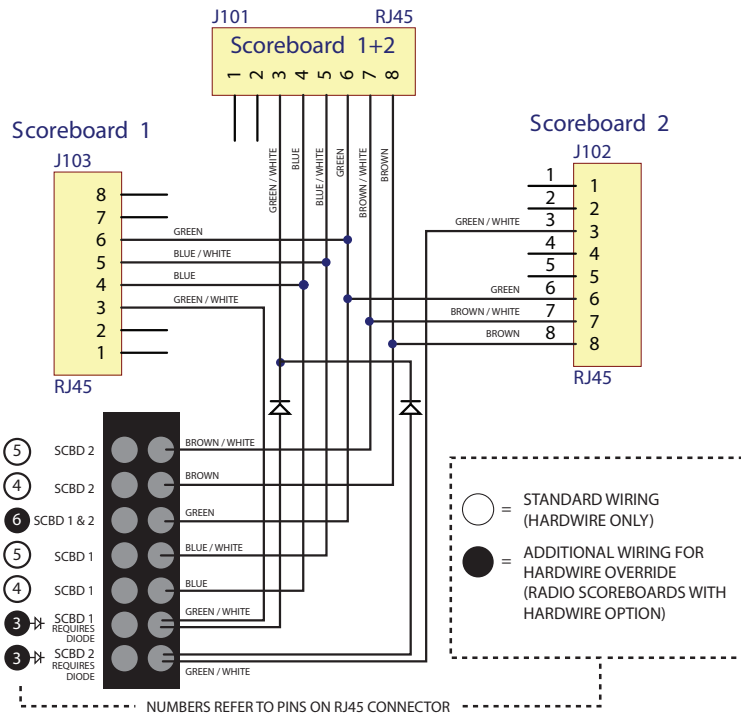 J101 RJ45
Scoreboard 1+2
1 2 3 4 5 6 7 8
GREEN / WHITE
BLUE
BLUE / WHITE
GREEN
BROWN / WHITE
BROWN
Scoreboard 1
J103
8
7
6 GREEN
5 BLUE / WHITE
4 BLUE
3 GREEN / WHITE
2
1
RJ45
Scoreboard 2
J102
1 1
2 2
GREEN / WHITE 3 3
4 4
5 5
GREEN 6 6
BROWN / WHITE 7 7
BROWN 8 8
RJ45
5 SCBD 2 BROWN / WHITE
4 SCBD 2 BROWN
6 SCBD 1 & 2 GREEN
5 SCBD 1 BLUE / WHITE
4 SCBD 1 BLUE
3 SCBD 1 GREEN / WHITE
REQUIRES
DIODE
3 SCBD 2
REQUIRES
DIODE
GREEN / WHITE
= STANDARD WIRING
(HARDWIRE ONLY)
= ADDITIONAL WIRING FOR
HARDWIRE OVERRIDE
(RADIO SCOREBOARDS WITH
HARDWIRE OPTION)
NUMBERS REFER TO PINS ON RJ45 CONNECTOR